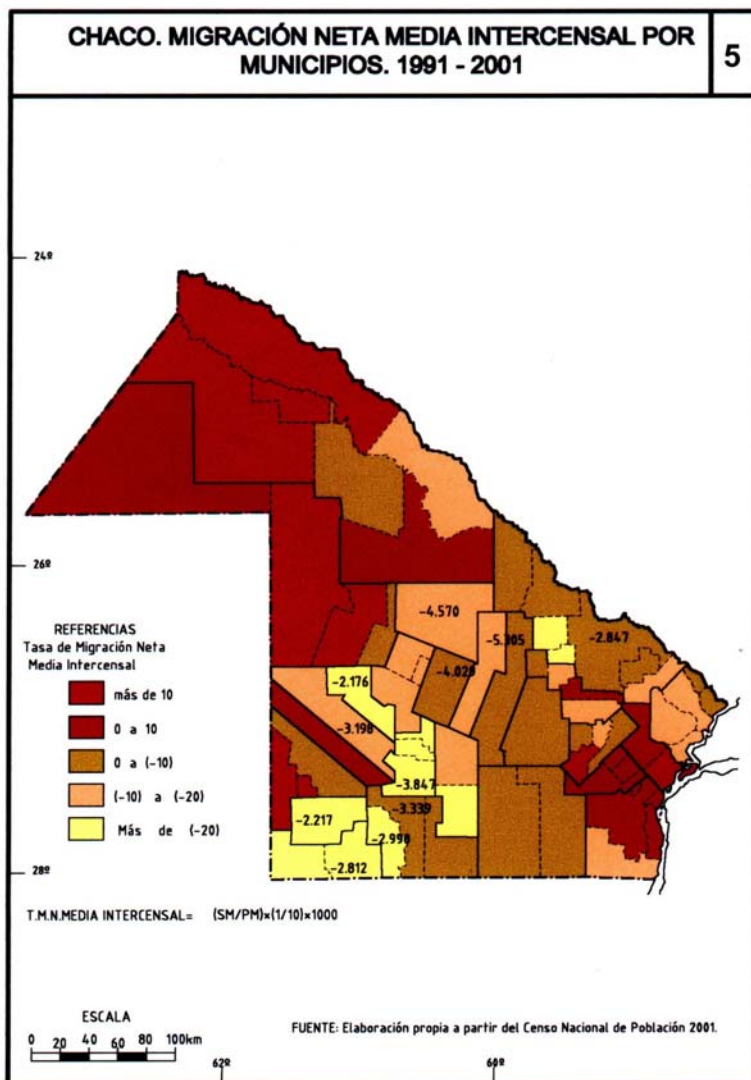 CHACO. MIGRACIÓN NETA MEDIA INTERCENSAL POR
MUNICIPIOS. 1991 - 2001
5
24º
26º
-4.570
-5.305
-2.847
-4.029
REFERENCIAS
Tasa de Migración Neta
Media Intercensal
más de 10
0 a 10
0 a (-10)
(-10) a (-20)
Más de (-20)
-2.176
-3.198
-3.847
-3.339
-2.217
-2.998
-2.812
28º
T.M.N.MEDIA INTERCENSAL= (SM/PM)×(1/10)×1000
ESCALA
0 20 40 60 80 100km
FUENTE: Elaboración propia a partir del Censo Nacional de Población 2001.
62º
60º